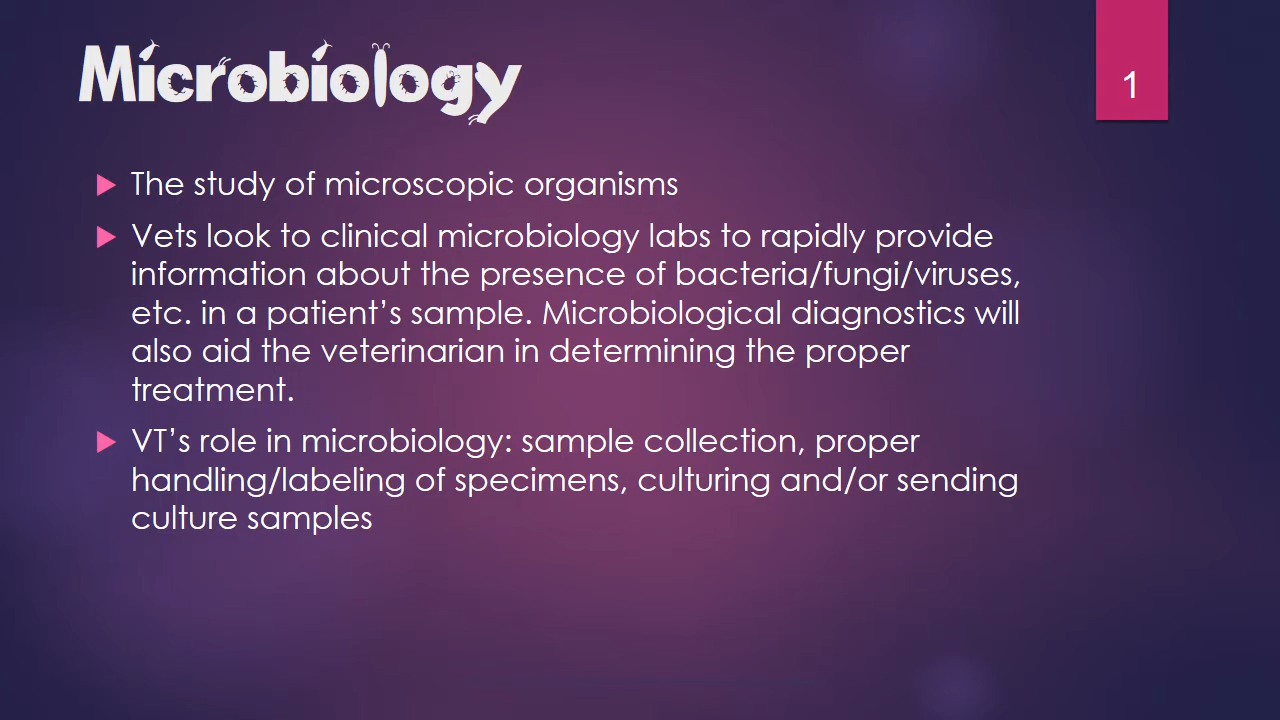 Microbiology
1
The study of microscopic organisms
Vets look to clinical microbiology labs to rapidly provide
information about the presence of bacteria/fungi/viruses,
etc. in a patient’s sample. Microbiological diagnostics will
also aid the veterinarian in determining the proper
treatment.
VT’s role in microbiology: sample collection, proper
handling/labeling of specimens, culturing and/or sending
culture samples